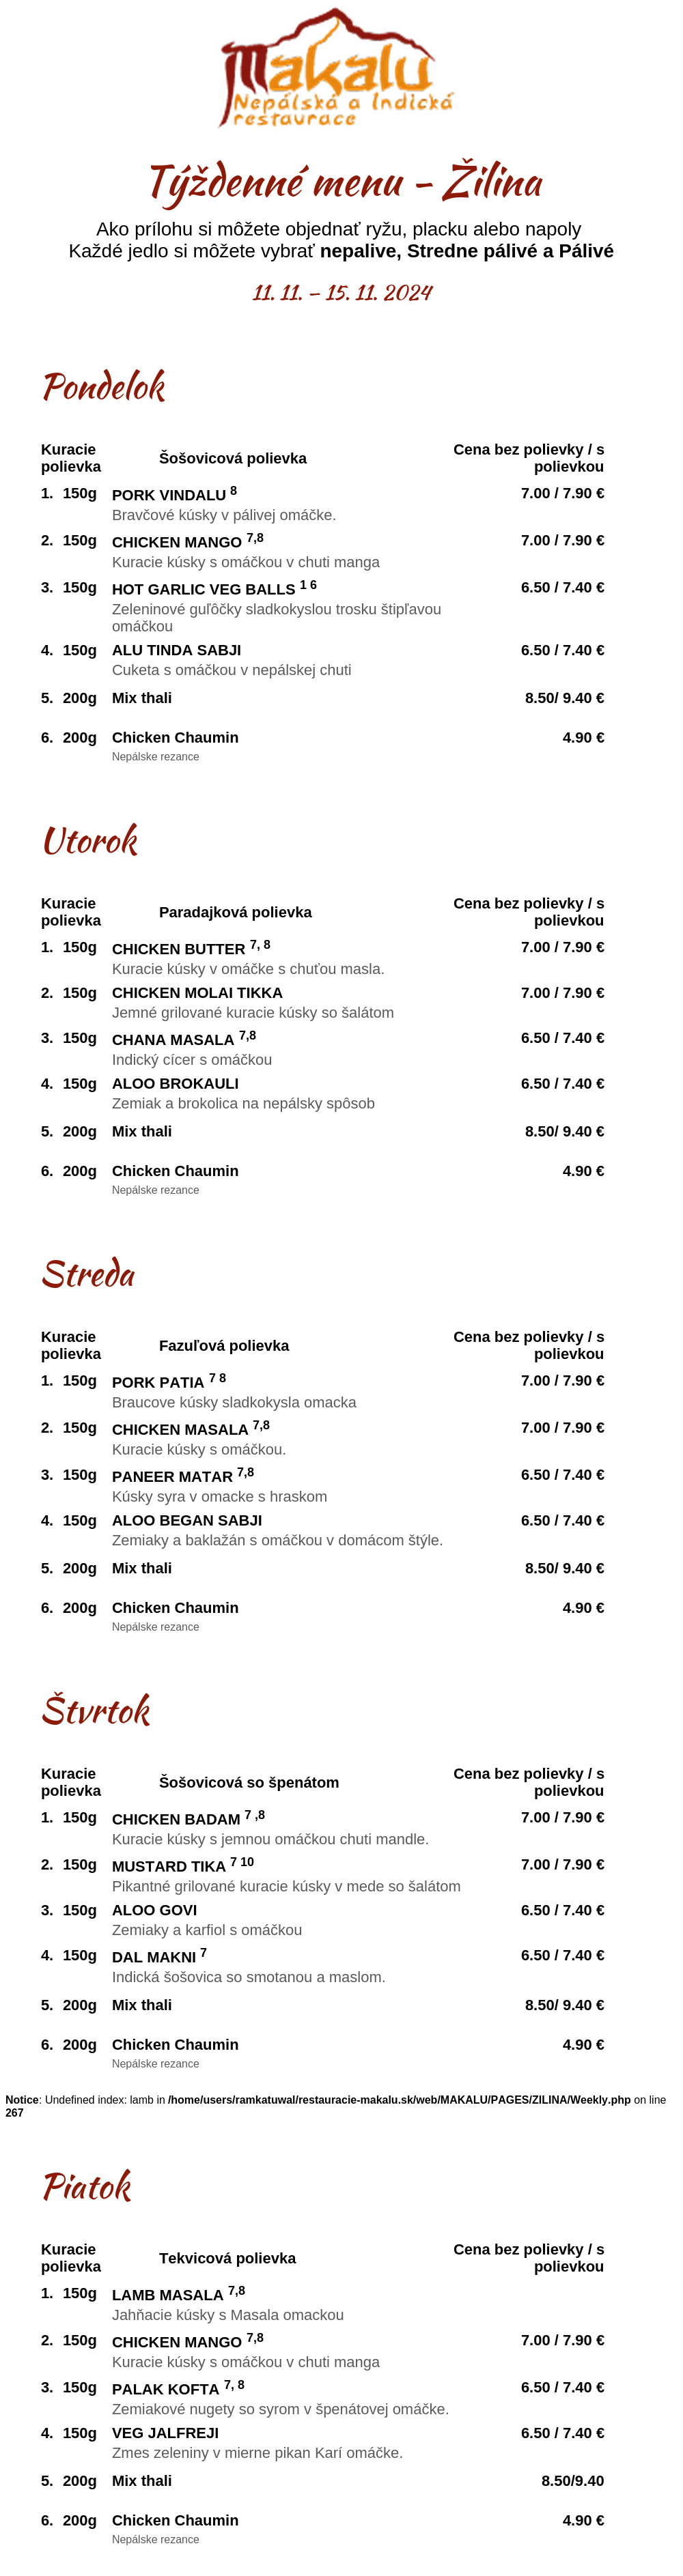 Makalu
Nepálská a Indická
restaurace
Týždenné menu - Žilina
Ako prílohu si môžete objednať ryžu, placku alebo napoly
Každé jedlo si môžete vybrať nepalive, Stredne pálivé a Pálivé
11. 11. – 15. 11. 2024
Pondelok
Kuracie polievka Šošovicová polievka Cena bez polievky / s polievkou
1. 150g PORK VINDALU 8 7.00 / 7.90 €
Bravčové kúsky v pálivej omáčke.
2. 150g CHICKEN MANGO 7,8 7.00 / 7.90 €
Kuracie kúsky s omáčkou v chuti manga
3. 150g HOT GARLIC VEG BALLS 1 6 6.50 / 7.40 €
Zeleninové guľôčky sladkokyslou trosku štipľavou
omáčkou
4. 150g ALU TINDA SABJI 6.50 / 7.40 €
Cuketa s omáčkou v nepálskej chuti
5. 200g Mix thali 8.50/ 9.40 €
6. 200g Chicken Chaumin 4.90 €
Nepálske rezance
Utorok
Kuracie polievka Paradajková polievka Cena bez polievky / s polievkou
1. 150g CHICKEN BUTTER 7, 8 7.00 / 7.90 €
Kuracie kúsky v omáčke s chuťou masla.
2. 150g CHICKEN MOLAI TIKKA 7.00 / 7.90 €
Jemné grilované kuracie kúsky so šalátom
3. 150g CHANA MASALA 7,8 6.50 / 7.40 €
Indický cícer s omáčkou
4. 150g ALOO BROKAULI 6.50 / 7.40 €
Zemiak a brokolica na nepálsky spôsob
5. 200g Mix thali 8.50/ 9.40 €
6. 200g Chicken Chaumin 4.90 €
Nepálske rezance
Streda
Kuracie polievka Fazuľová polievka Cena bez polievky / s polievkou
1. 150g PORK PATIA 7 8 7.00 / 7.90 €
Braucove kúsky sladkokysla omacka
2. 150g CHICKEN MASALA 7,8 7.00 / 7.90 €
Kuracie kúsky s omáčkou.
3. 150g PANEER MATAR 7,8 6.50 / 7.40 €
Kúsky syra v omacke s hraskom
4. 150g ALOO BEGAN SABJI 6.50 / 7.40 €
Zemiaky a baklažán s omáčkou v domácom štýle.
5. 200g Mix thali 8.50/ 9.40 €
6. 200g Chicken Chaumin 4.90 €
Nepálske rezance
Štvrtok
Kuracie polievka Šošovicová so špenátom Cena bez polievky / s polievkou
1. 150g CHICKEN BADAM 7 ,8 7.00 / 7.90 €
Kuracie kúsky s jemnou omáčkou chuti mandle.
2. 150g MUSTARD TIKA 7 10 7.00 / 7.90 €
Pikantné grilované kuracie kúsky v mede so šalátom
3. 150g ALOO GOVI 6.50 / 7.40 €
Zemiaky a karfiol s omáčkou
4. 150g DAL MAKNI 7 6.50 / 7.40 €
Indická šošovica so smotanou a maslom.
5. 200g Mix thali 8.50/ 9.40 €
6. 200g Chicken Chaumin 4.90 €
Nepálske rezance
Notice: Undefined index: lamb in /home/users/ramkatuwal/restauracie-makalu.sk/web/MAKALU/PAGES/ZILINA/Weekly.php on line
267
Piatok
Kuracie polievka Tekvicová polievka Cena bez polievky / s polievkou
1. 150g LAMB MASALA 7,8
Jahňacie kúsky s Masala omackou
2. 150g CHICKEN MANGO 7,8 7.00 / 7.90 €
Kuracie kúsky s omáčkou v chuti manga
3. 150g PALAK KOFTA 7, 8 6.50 / 7.40 €
Zemiakové nugety so syrom v špenátovej omáčke.
4. 150g VEG JALFREJI 6.50 / 7.40 €
Zmes zeleniny v mierne pikan Karí omáčke.
5. 200g Mix thali 8.50/9.40
6. 200g Chicken Chaumin 4.90 €
Nepálske rezance